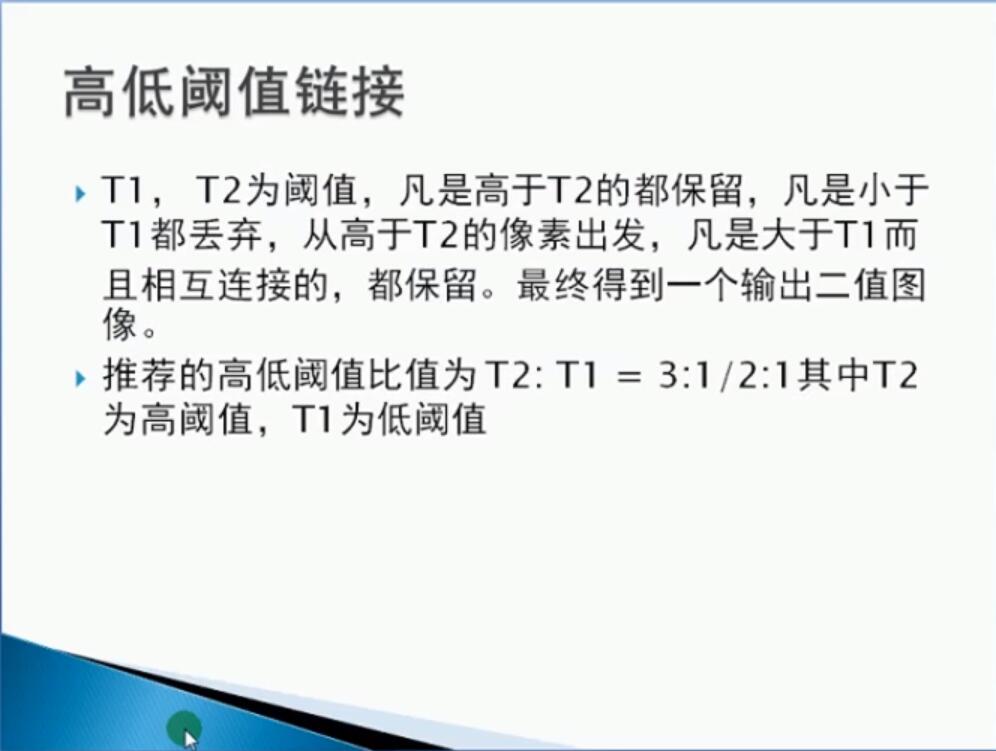 高低阈值链接
T1， T2为阈值，凡是高于T2的都保留，凡是小于
T1都丢弃，从高于T2的像素出发，凡是大于T1而
且相互连接的，都保留。最终得到一个输出二值图
像。
推荐的高低阈值比值为 T2: T1 = 3:1/2:1其中T2
为高阈值，T1为低阈值